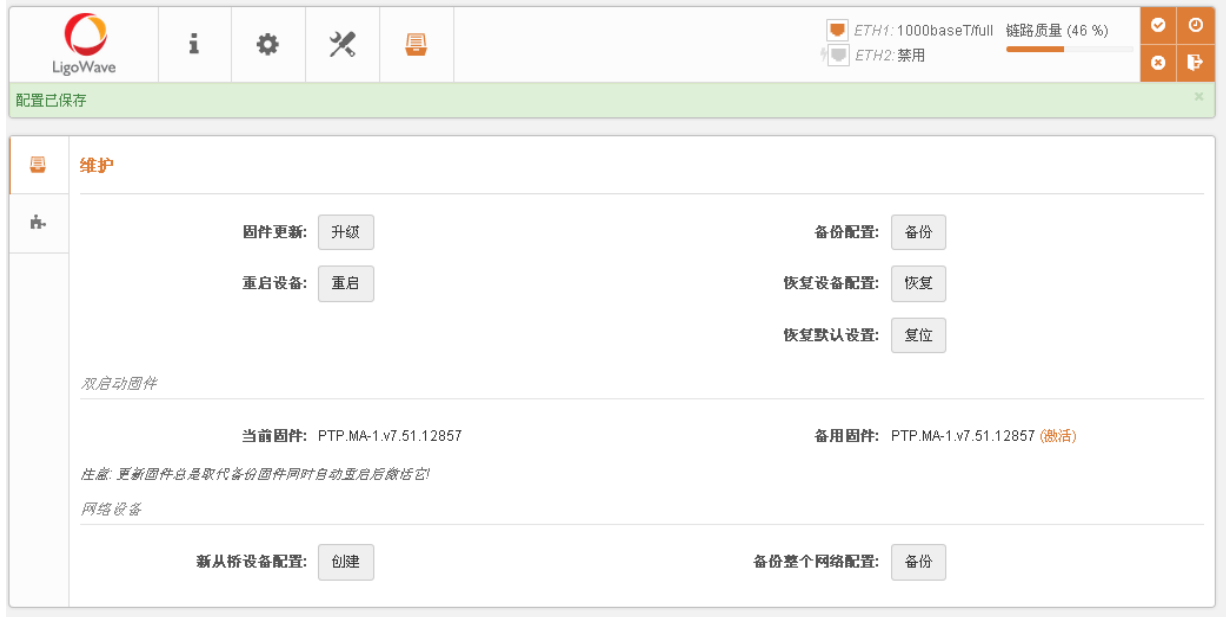 LigoWave
ETH1: 1000baseT/full 链路质量 (46 %)
ETH2: 禁用
配置已保存
×
维护
固件更新: 升级 备份配置: 备份
重启设备: 重启 恢复设备配置: 恢复
恢复默认设置: 复位
双启动固件
当前固件: PTP.MA-1.v7.51.12857 备用固件: PTP.MA-1.v7.51.12857 (激活)
注意: 更新固件总是取代备份固件同时自动重启后激活它!
网络设备
新从桥设备配置: 创建 备份整个网络配置: 备份